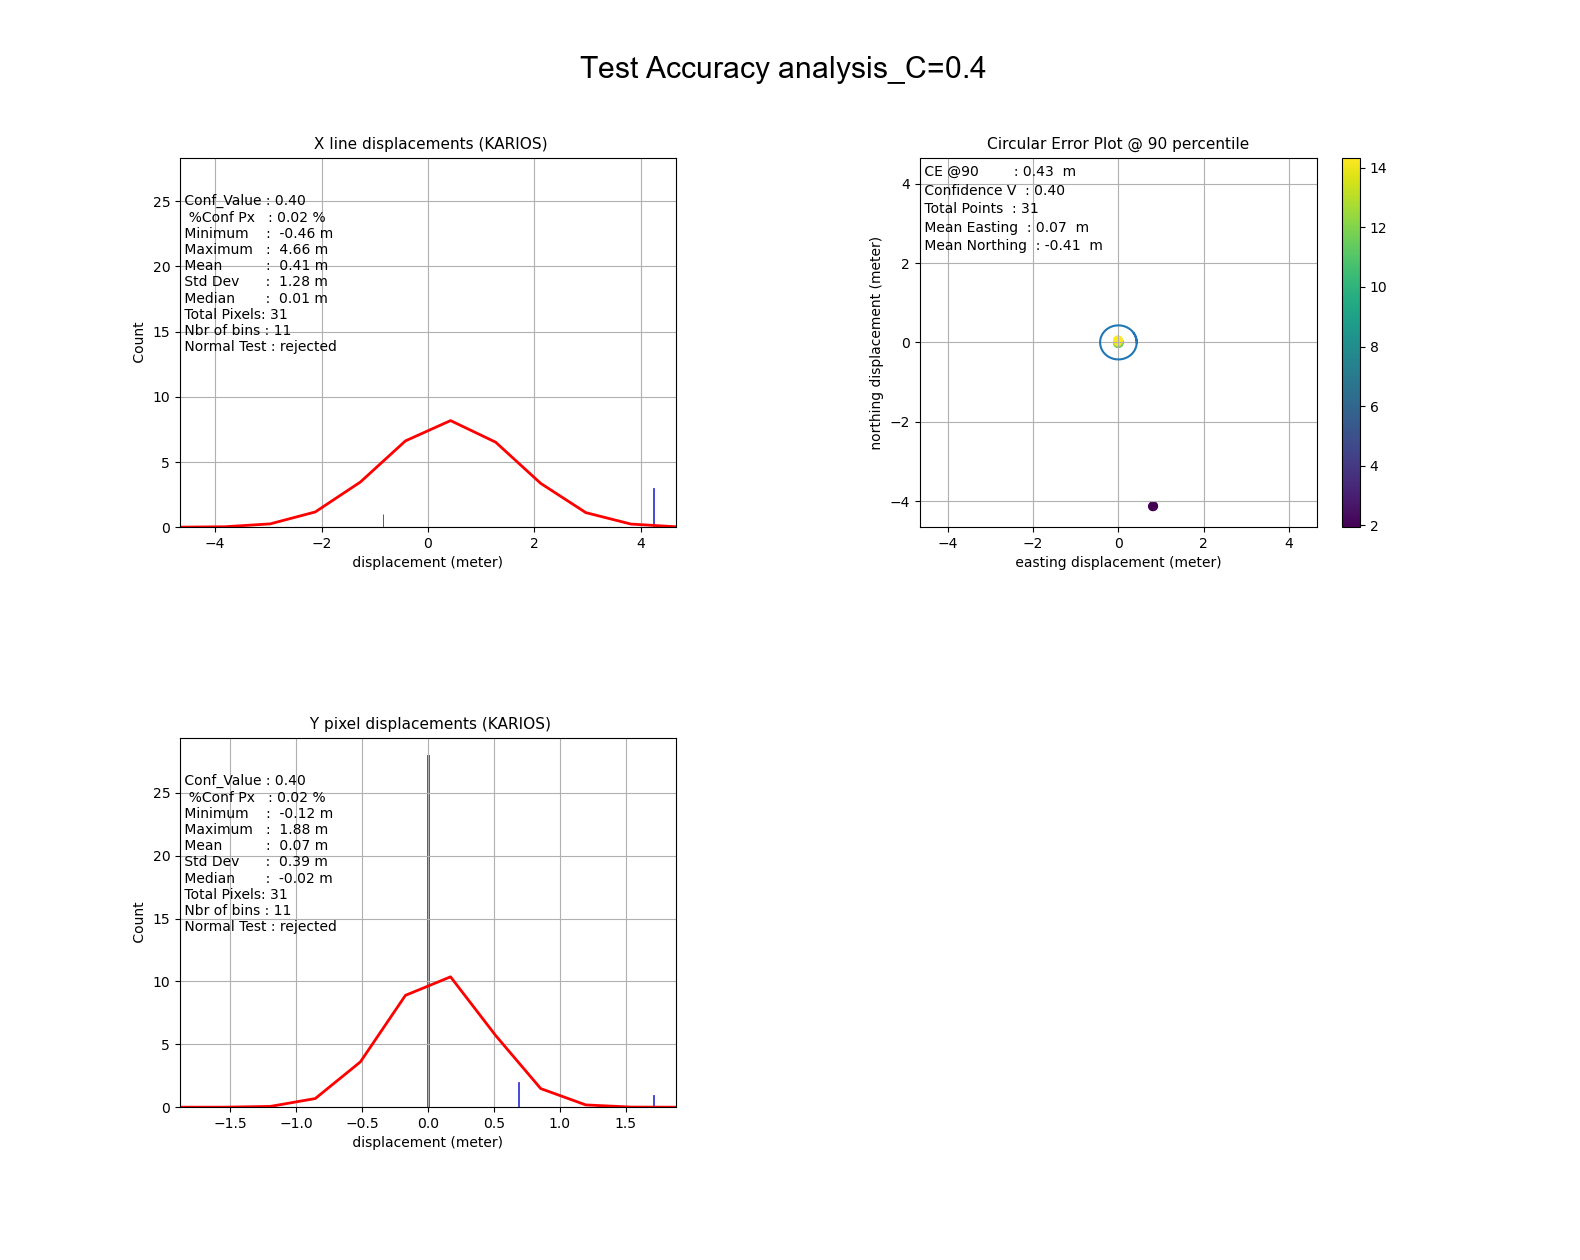 Test Accuracy analysis_C=0.4
X line displacements (KARIOS)
Conf_Value : 0.40
%Conf Px : 0.02 %
Minimum : -0.46 m
Maximum : 4.66 m
Mean : 0.41 m
Std Dev : 1.28 m
Median : 0.01 m
Total Pixels: 31
Nbr of bins : 11
Normal Test : rejected
Count
25
20
15
10
5
0
−4 −2 0 2 4
displacement (meter)
Circular Error Plot @ 90 percentile
CE @90 : 0.43 m
Confidence V : 0.40
Total Points : 31
Mean Easting : 0.07 m
Mean Northing : -0.41 m
northing displacement (meter)
4
2
0
−2
−4
−4 −2 0 2 4
easting displacement (meter)
14
12
10
8
6
4
2
Y pixel displacements (KARIOS)
Conf_Value : 0.40
%Conf Px : 0.02 %
Minimum : -0.12 m
Maximum : 1.88 m
Mean : 0.07 m
Std Dev : 0.39 m
Median : -0.02 m
Total Pixels: 31
Nbr of bins : 11
Normal Test : rejected
Count
25
20
15
10
5
0
−1.5 −1.0 −0.5 0.0 0.5 1.0 1.5
displacement (meter)